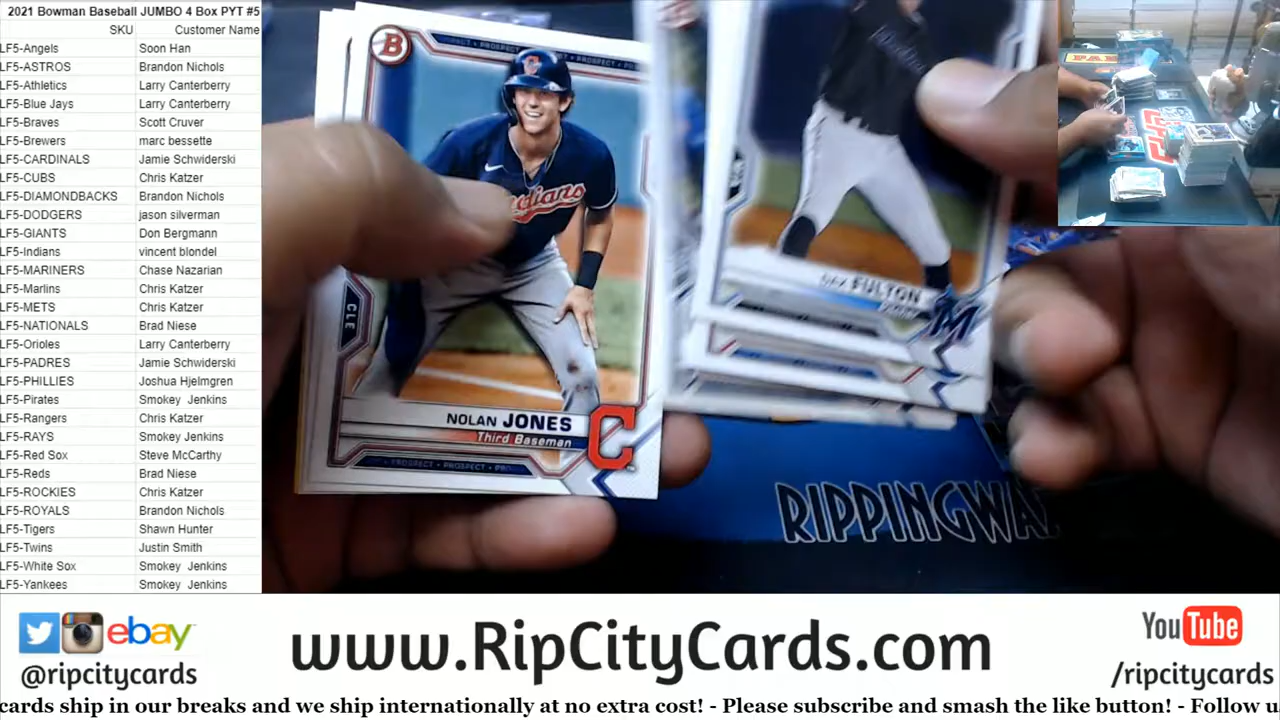 2021 Bowman Baseball JUMBO 4 Box PYT #5
SKU Customer Name
LF5-Angels Soon Han
LF5-ASTROS Brandon Nichols
LF5-Athletics Larry Canterberry
LF5-Blue Jays Larry Canterberry
LF5-Braves Scott Cruver
LF5-Brewers marc bessette
LF5-CARDINALS Jamie Schwiderski
LF5-CUBS Chris Katzer
LF5-DIAMONDBACKS Brandon Nichols
LF5-DODGERS jason silverman
LF5-GIANTS Don Bergmann
LF5-Indians vincent blondel
LF5-MARINERS Chase Nazarian
LF5-Marlins Chris Katzer
LF5-METS Chris Katzer
LF5-NATIONALS Brad Niese
LF5-Orioles Larry Canterberry
LF5-PADRES Jamie Schwiderski
LF5-PHILLIES Joshua Hjelmgren
LF5-Pirates Smokey Jenkins
LF5-Rangers Chris Katzer
LF5-RAYS Smokey Jenkins
LF5-Red Sox Steve McCarthy
LF5-Reds Brad Niese
LF5-ROCKIES Chris Katzer
LF5-ROYALS Brandon Nichols
LF5-Tigers Shawn Hunter
LF5-Twins Justin Smith
LF5-White Sox Smokey Jenkins
LF5-Yankees Smokey Jenkins
B
PROSPECT
CLE
NOLAN JONES
Third Baseman
PROSPECT • PROSPECT
C
FULTON
M
RIPPINGWA
ebay
@ripcitycards
www.RipCityCards.com
YouTube
/ripcitycards
cards ship in our breaks and we ship internationally at no extra cost! - Please subscribe and smash the like button! - Follow u